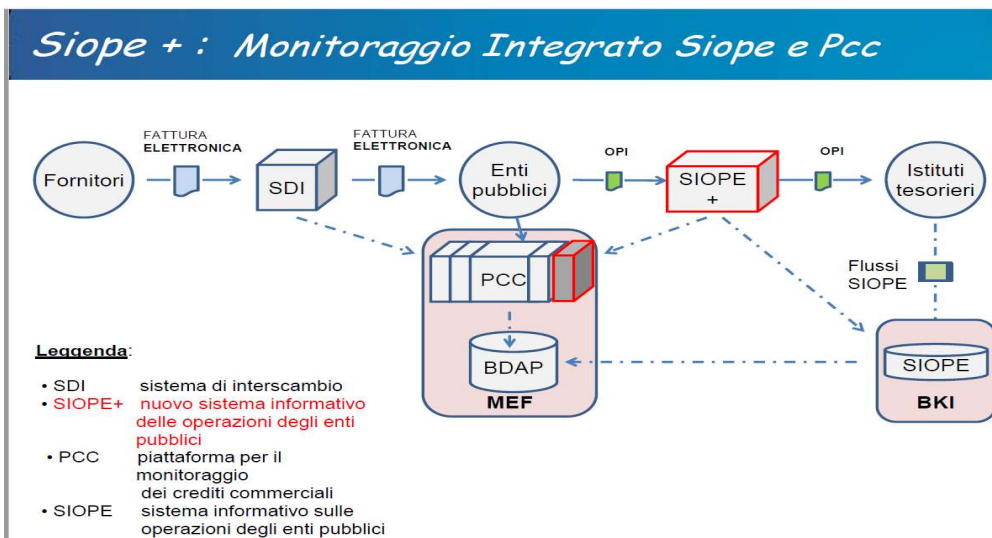 Siope + : Monitoraggio Integrato Siope e Pcc
FATTURA
ELETTRONICA
FATTURA
ELETTRONICA
OPI
OPI
Fornitori
SDI
Enti
pubblici
SIOPE
+
Istituti
tesorieri
PCC
Flussi
SIOPE
BDAP
MEF
SIOPE
BKI
Leggenda:
• SDI sistema di interscambio
• SIOPE+ nuovo sistema informativo
delle operazioni degli enti
pubblici
• PCC piattaforma per il
monitoraggio
dei crediti commerciali
• SIOPE sistema informativo sulle
operazioni degli enti pubblici